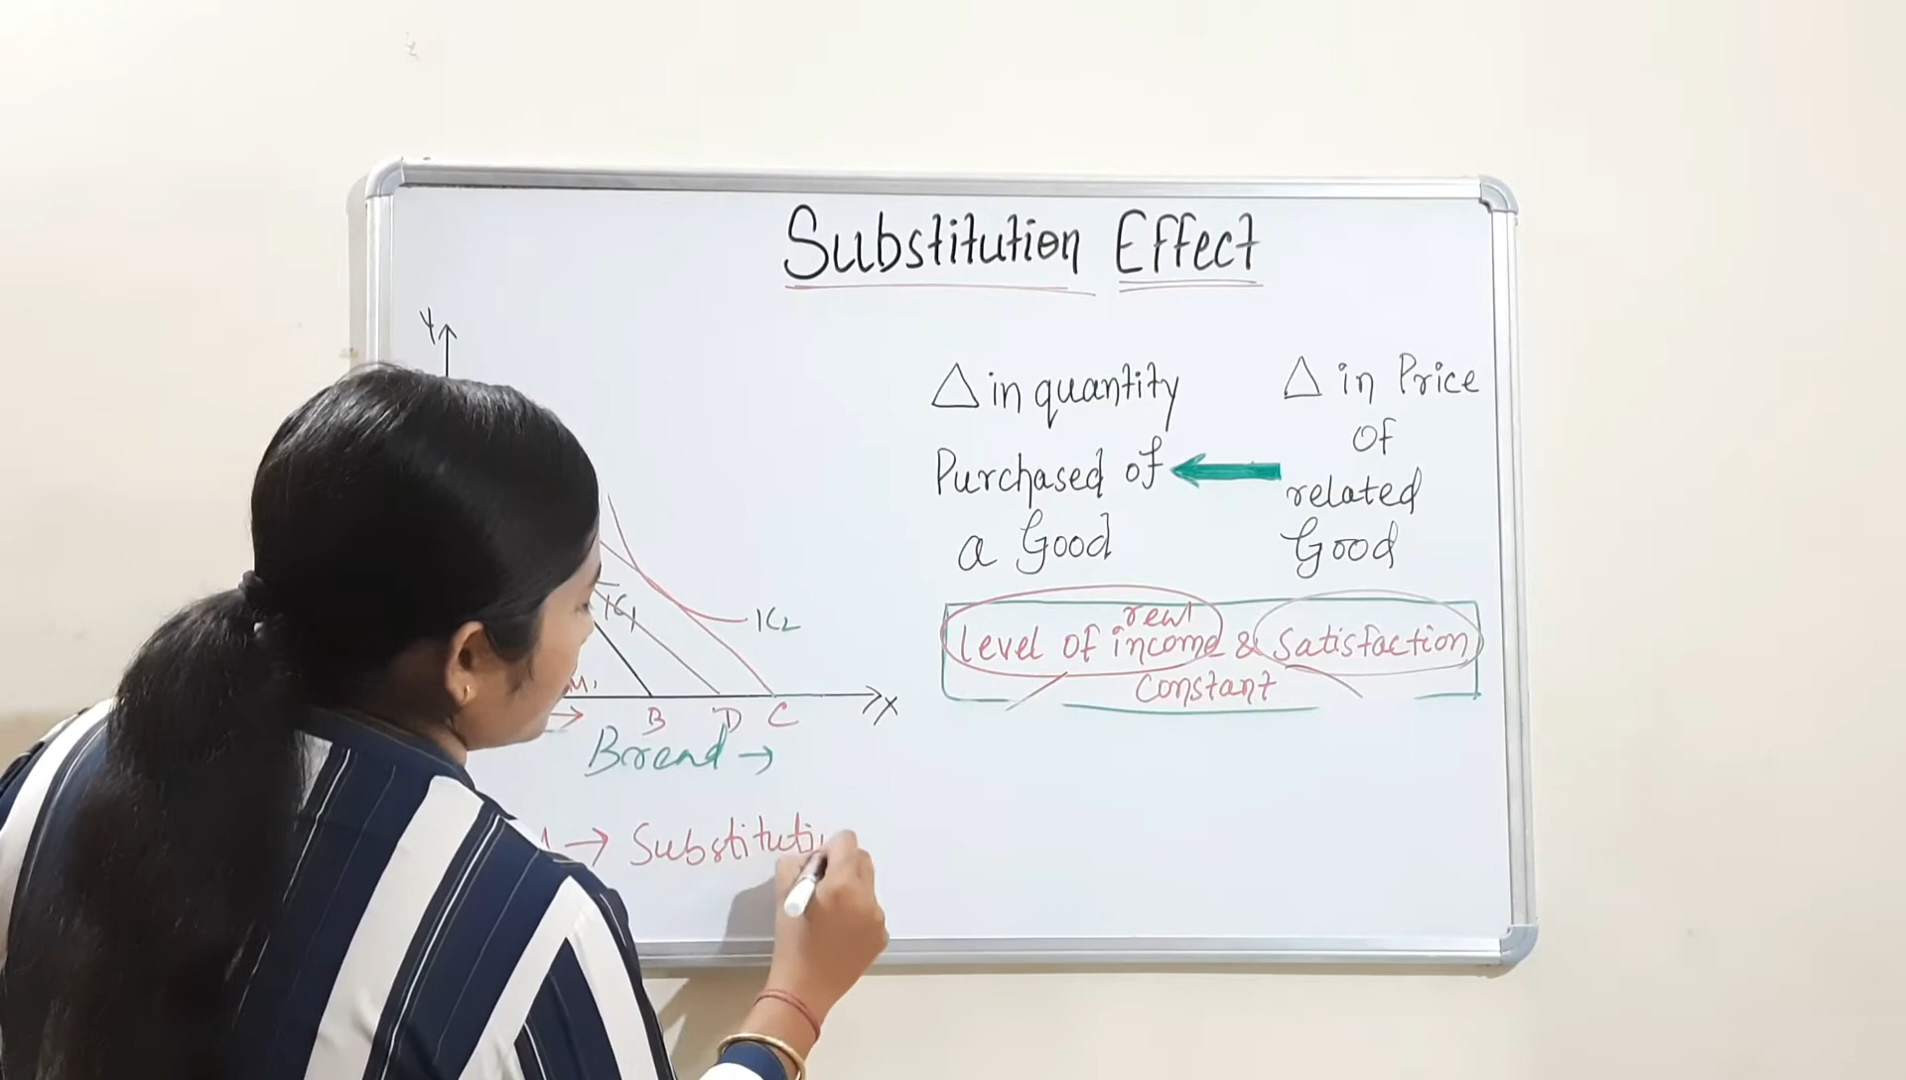 Substitution Effect
Y
△ in quantity
Purchased of
a Good
△ in Price
of
related
Good
IC1
IC2
real
Level of income & Satisfaction
Constant
M1
X
B D C
Bread →
→ Substituti